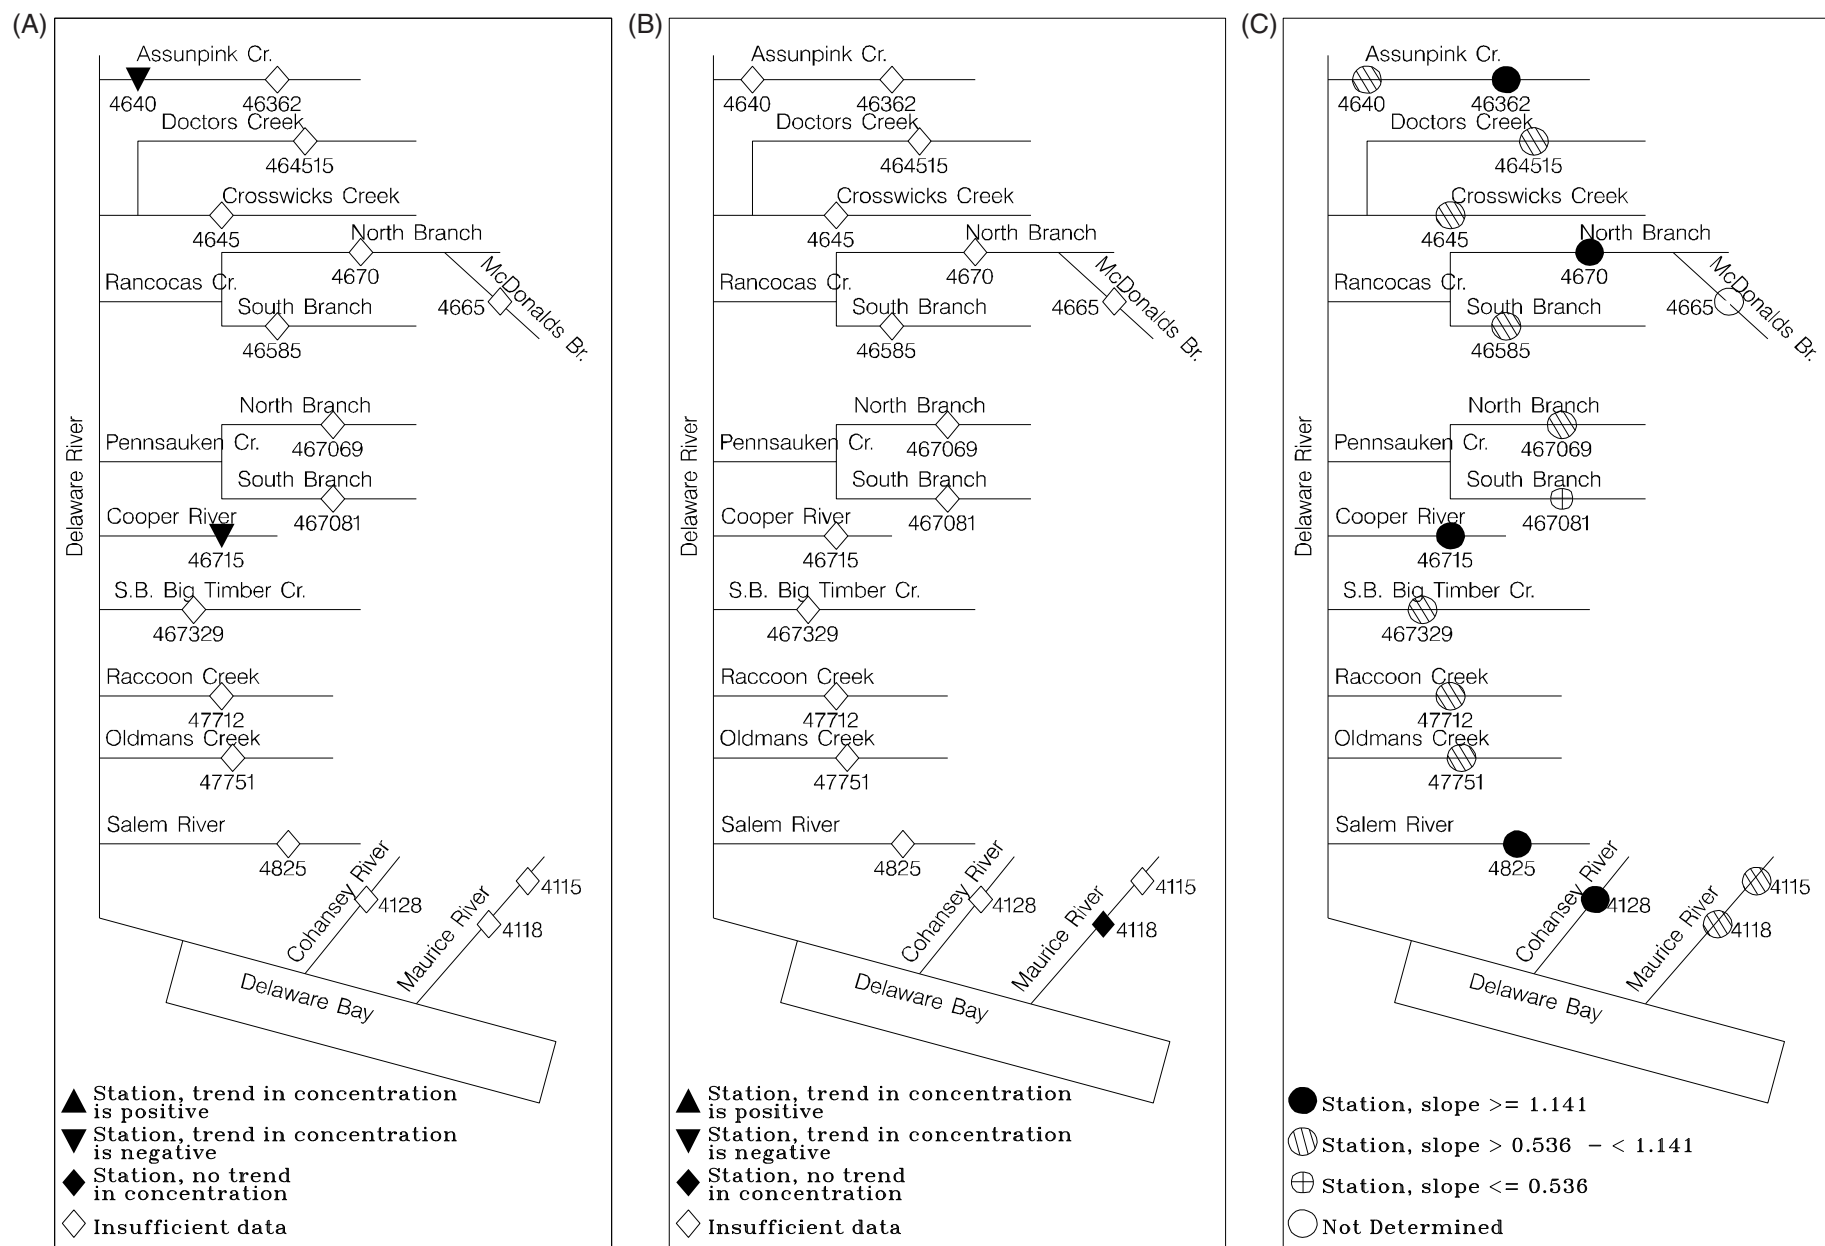 (A)
Assunpink Cr.
4640
46362
Doctors Creek
464515
Crosswicks Creek
4645
North Branch
4670
McDonalds Br.
4665
Rancocas Cr.
South Branch
46585
North Branch
467069
Pennsauken Cr.
South Branch
467081
Delaware River
Cooper River
46715
S.B. Big Timber Cr.
467329
Raccoon Creek
47712
Oldmans Creek
47751
Salem River
4825
Cohansey River
4128
Maurice River
4115
4118
Delaware Bay
Station, trend in concentration
is positive
Station, trend in concentration
is negative
Station, no trend
in concentration
Insufficient data
(B)
Assunpink Cr.
4640
46362
Doctors Creek
464515
Crosswicks Creek
4645
North Branch
4670
McDonalds Br.
4665
Rancocas Cr.
South Branch
46585
North Branch
467069
Pennsauken Cr.
South Branch
467081
Delaware River
Cooper River
46715
S.B. Big Timber Cr.
467329
Raccoon Creek
47712
Oldmans Creek
47751
Salem River
4825
Cohansey River
4128
Maurice River
4115
4118
Delaware Bay
Station, trend in concentration
is positive
Station, trend in concentration
is negative
Station, no trend
in concentration
Insufficient data
(C)
Assunpink Cr.
4640
46362
Doctors Creek
464515
Crosswicks Creek
4645
North Branch
4670
McDonalds Br.
4665
Rancocas Cr.
South Branch
46585
North Branch
467069
Pennsauken Cr.
South Branch
467081
Delaware River
Cooper River
46715
S.B. Big Timber Cr.
467329
Raccoon Creek
47712
Oldmans Creek
47751
Salem River
4825
Cohansey River
4128
Maurice River
4115
4118
Delaware Bay
Station, slope >= 1.141
Station, slope > 0.536 - < 1.141
Station, slope <= 0.536
Not Determined